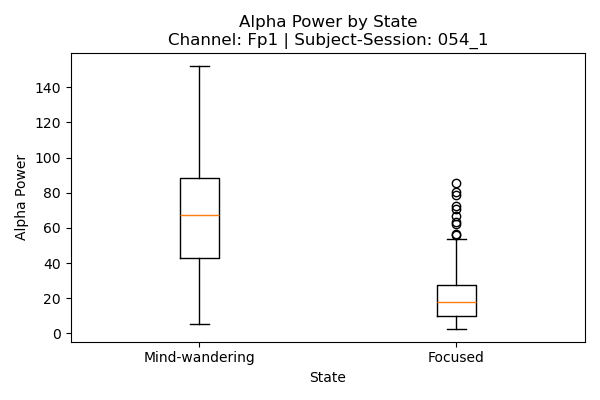 Alpha Power by State
Channel: Fp1 | Subject-Session: 054_1
Alpha Power
140
120
100
80
60
40
20
0
Mind-wandering
Focused
State